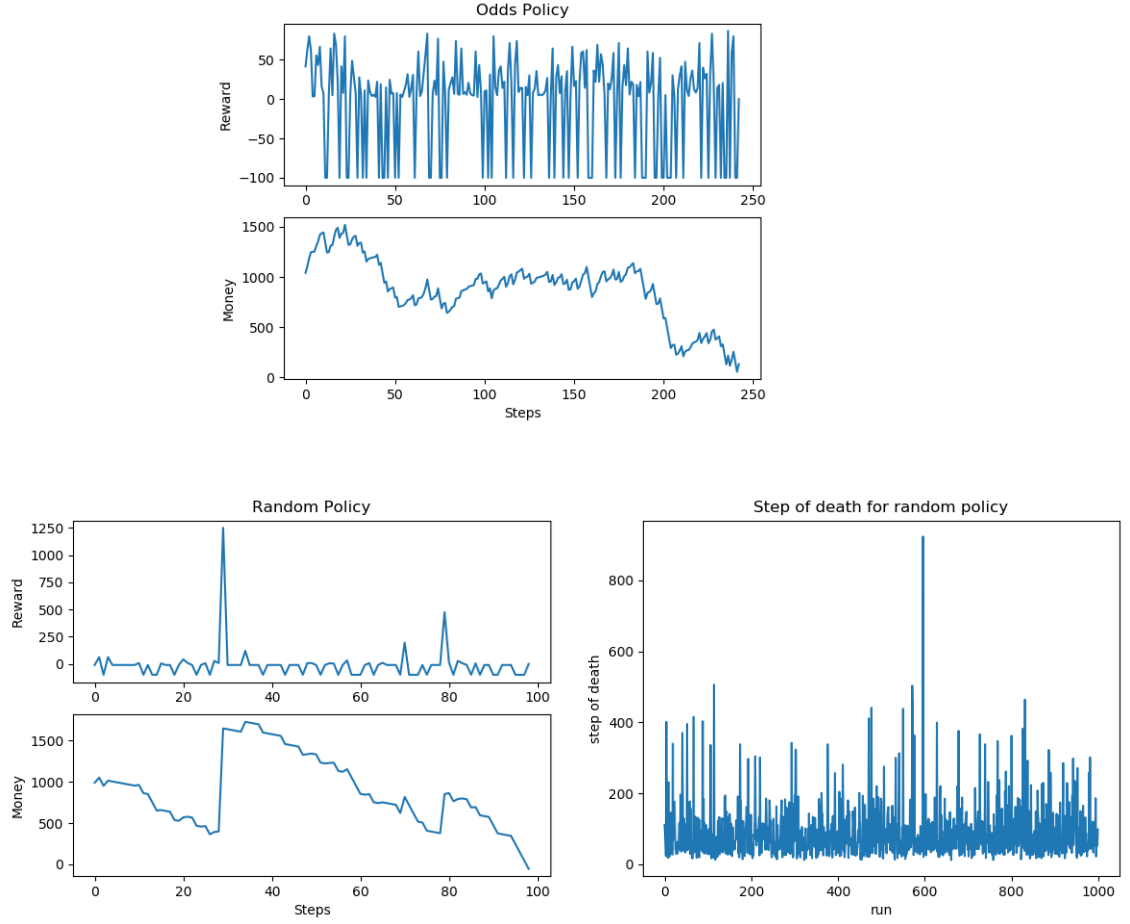 Odds Policy
50
0
−50
−100
Reward
0 50 100 150 200 250
1500
1000
500
0
Money
0 50 100 150 200 250
Steps
Random Policy
1250
1000
750
500
250
0
Reward
0 20 40 60 80 100
1500
1000
500
0
Money
0 20 40 60 80 100
Steps
Step of death for random policy
800
600
400
200
0
step of death
0 200 400 600 800 1000
run